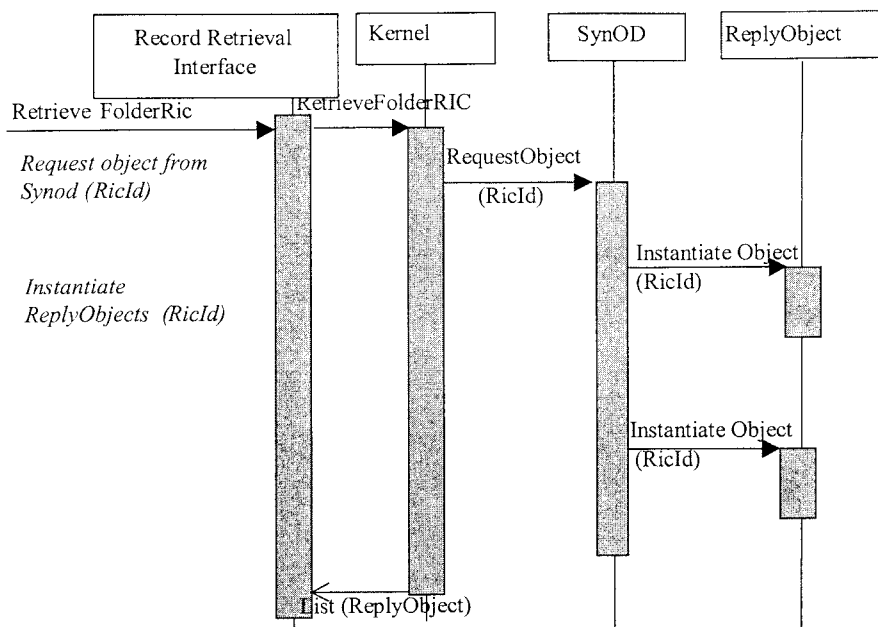 Record Retrieval
Interface
Kernel
SynOD
ReplyObject
Retrieve FolderRic
RetrieveFolderRIC
Request object from
Synod (RicId)
RequestObject
(RicId)
Instantiate Object
(RicId)
Instantiate
ReplyObjects (RicId)
Instantiate Object
(RicId)
List (ReplyObject)